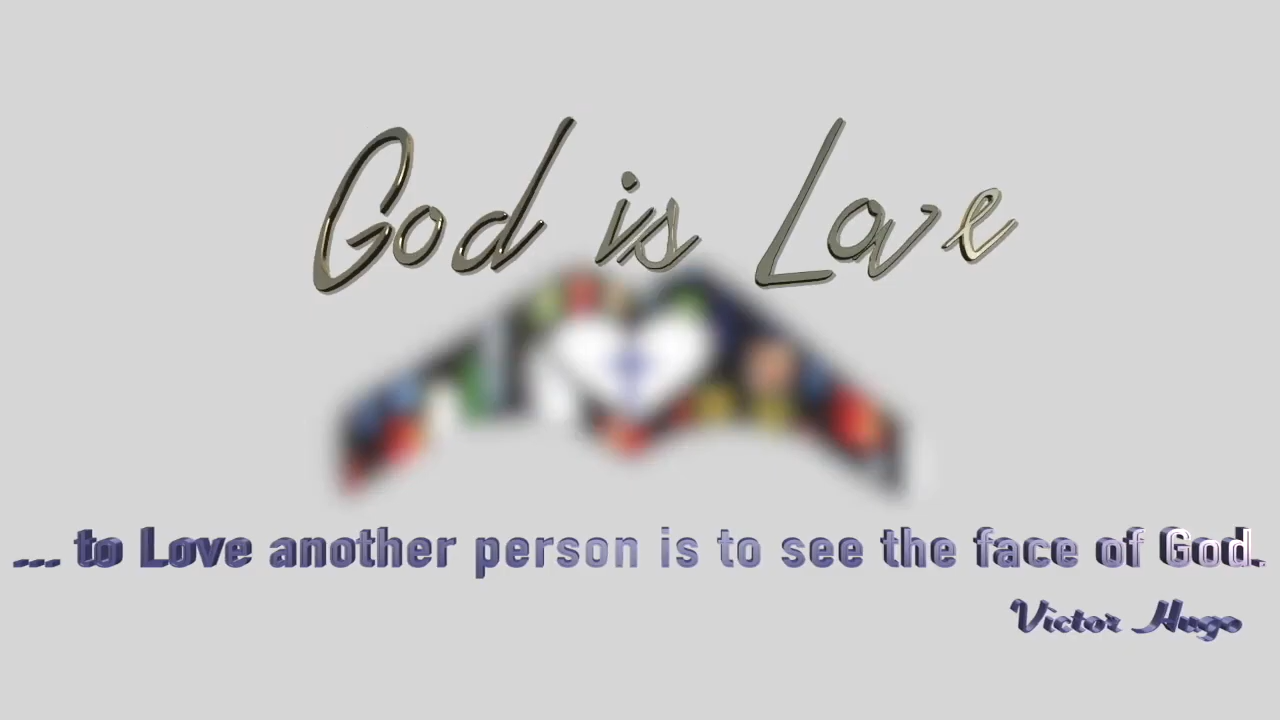 God is Love
... to Love another person is to see the face of God.
Victor Hugo